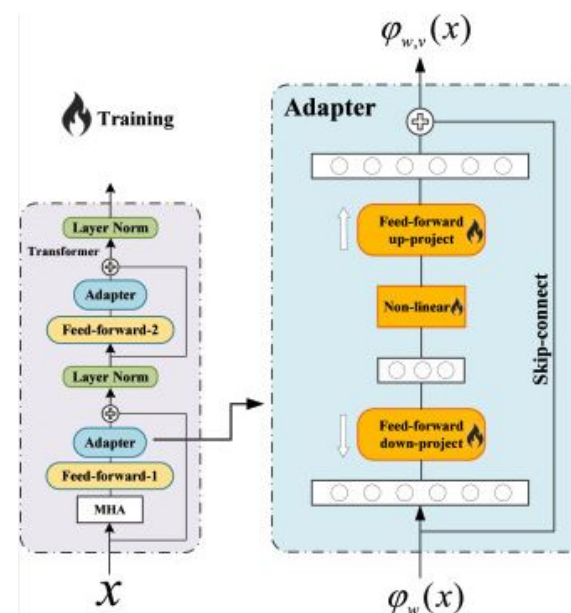 φw,v(x)
Adapter
Training
Feed-forward
up-project
Layer Norm
Transformer
Adapter
Non-linear
Feed-forward-2
Skip-connect
Layer Norm
Feed-forward
down-project
Adapter
Feed-forward-1
MHA
x
φw(x)